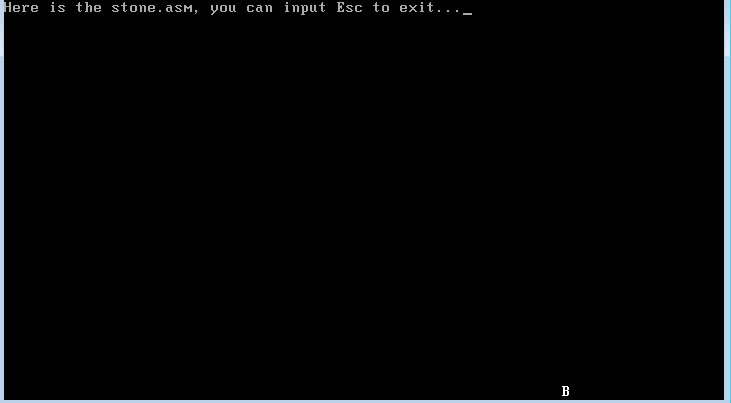 Here is the stone.asm, you can input Esc to exit..._
B